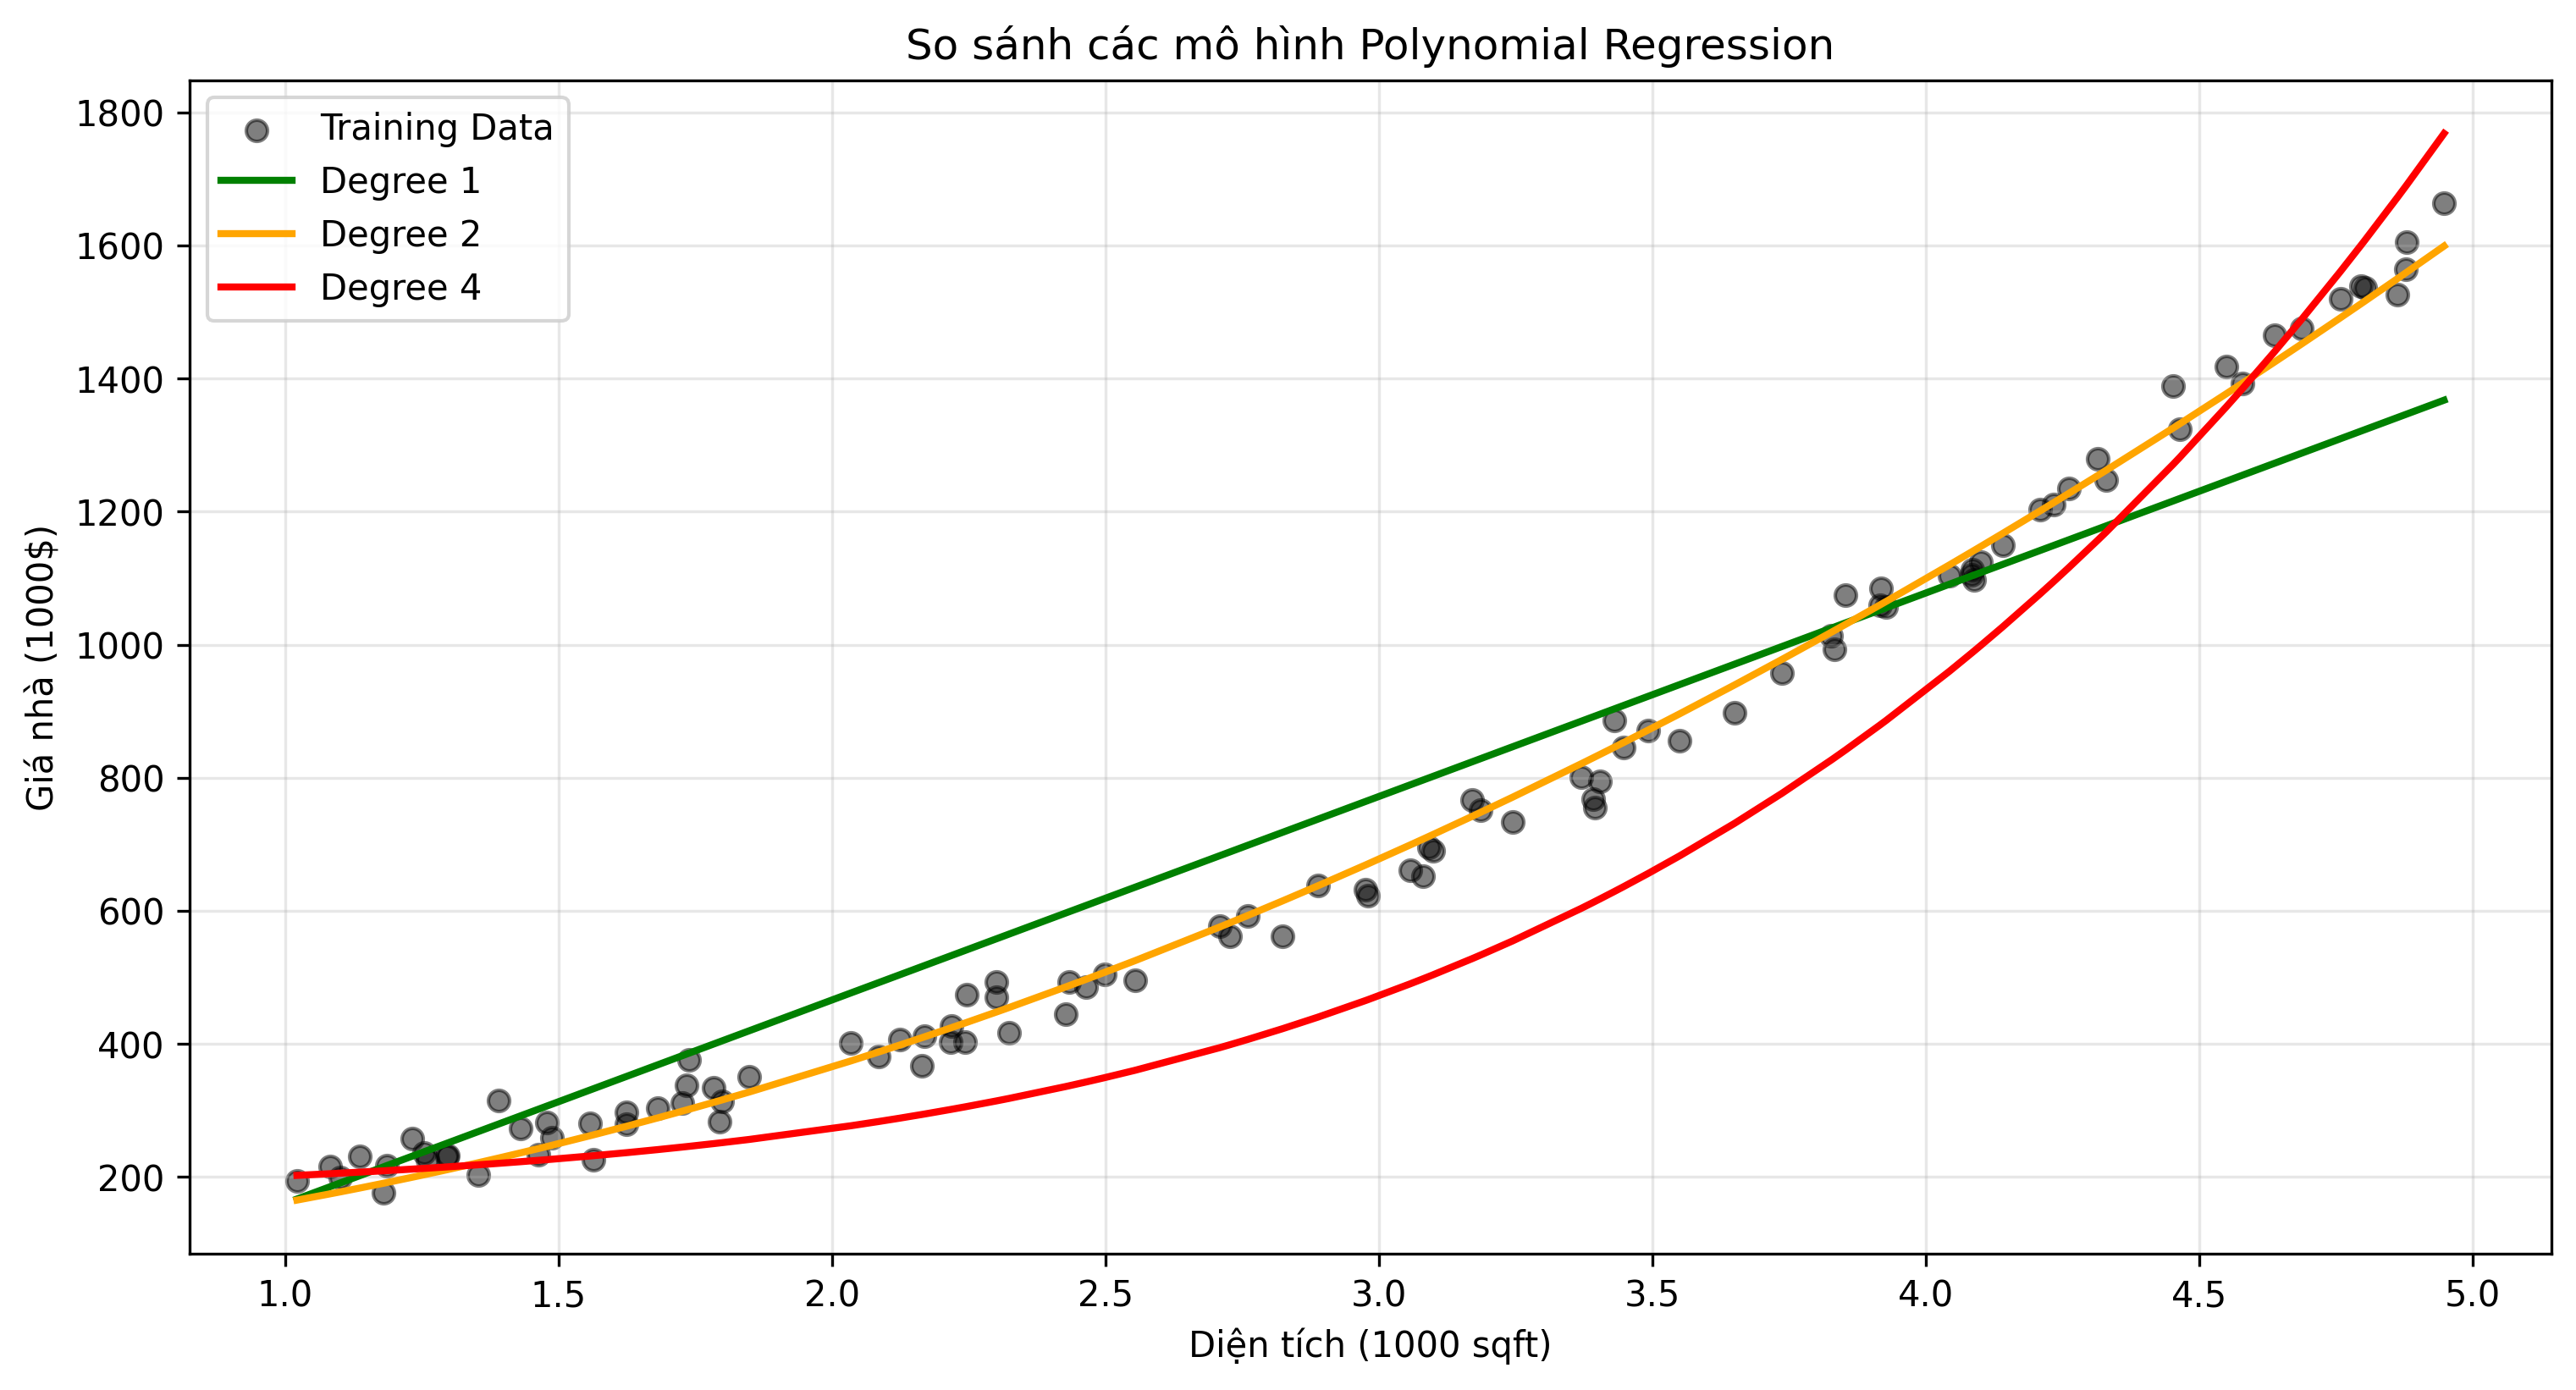 So sánh các mô hình Polynomial Regression
Training Data
Degree 1
Degree 2
Degree 4
Giá nhà (1000$)
1800
1600
1400
1200
1000
800
600
400
200
1.0 1.5 2.0 2.5 3.0 3.5 4.0 4.5 5.0
Diện tích (1000 sqft)